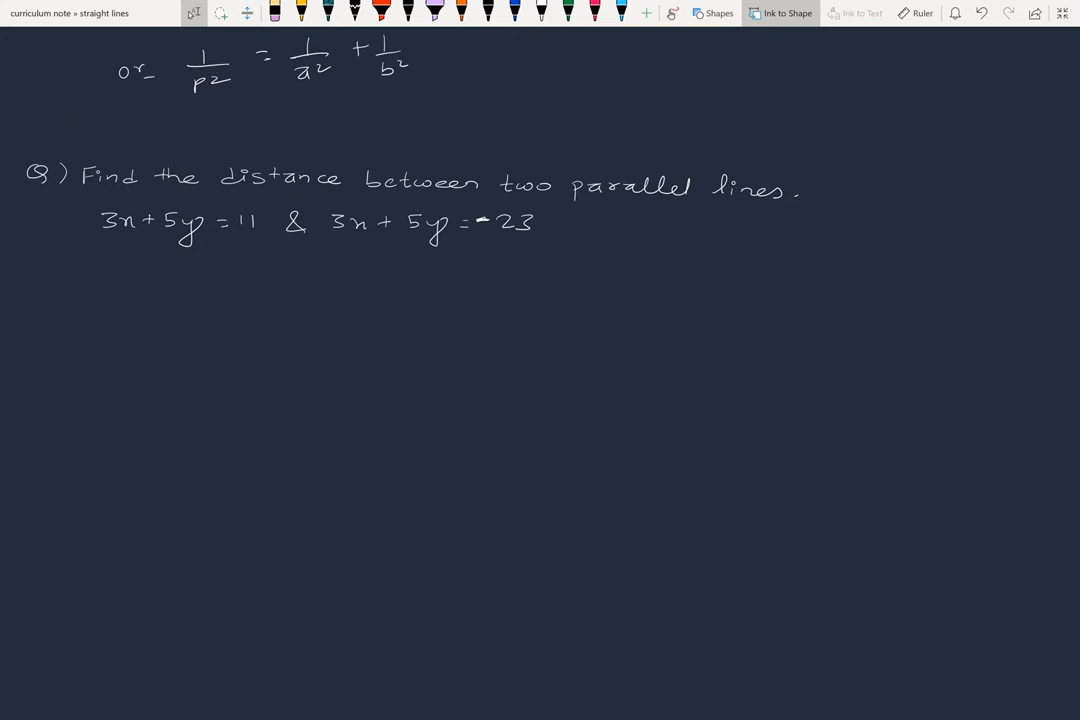 curriculum note » straight lines
Shapes
Ink to Shape
Ink to Text
Ruler
or 1/p² = 1/a² + 1/b²
Q) Find the distance between two parallel lines.
3x + 5y = 11 & 3x + 5y = -23